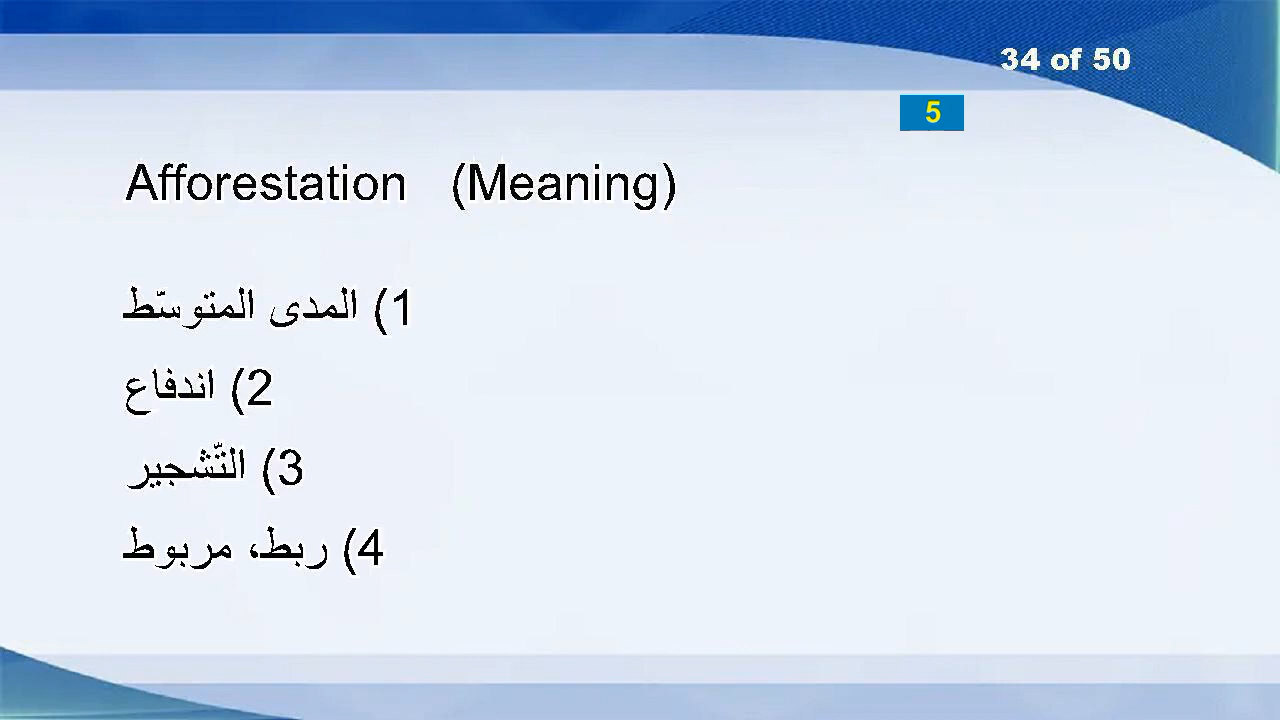 34 of 50
5
Afforestation (Meaning)
1) المدى المتوسّط
2) اندفاع
3) التّشجير
4) ربط، مربوط